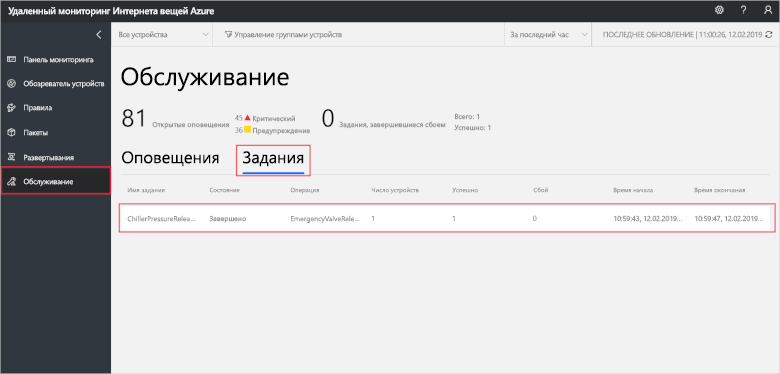 Удаленный мониторинг Интернета вещей Azure
?
Все устройства
Управление группами устройств
За последний час
ПОСЛЕДНЕЕ ОБНОВЛЕНИЕ | 11:00:26, 12.02.2019
Панель мониторинга
Обозреватель устройств
Правила
Пакеты
Развертывания
Обслуживание
Обслуживание
81 Открытые оповещения
45 Критический
36 Предупреждение
0 Задания, завершившиеся сбоем
Всего: 1
Успешно: 1
Оповещения Задания
Имя задания Состояние Операция Число устройств Успешно Сбой Время начала Время окончания
ChillerPressureRelea... Завершено EmergencyValveRele... 1 1 0 10:59:43, 12.02.2019... 10:59:47, 12.02.2019...